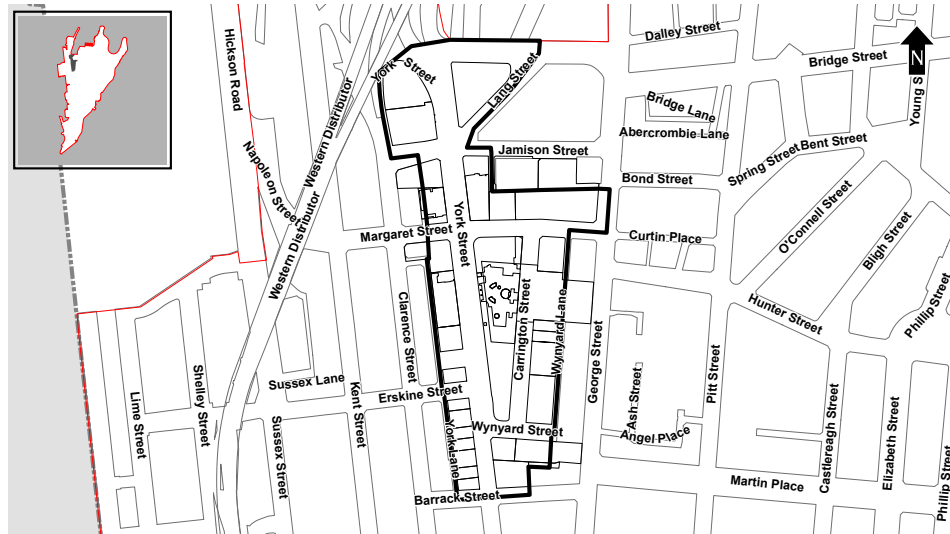 Dalley Street
Hickson Road
York Street
Lang Street
Bridge Street
N
Young S
Western Distributor
Bridge Lane
Abercrombie Lane
Bent Street
Spring Street
Jamison Street
Bond Street
Napole on Street
O'Connell Street
Bligh Street
York Street
Margaret Street
Curtin Place
Western Distributor
Phillip Street
Hunter Street
Clarence Street
Carrington Street
Wynyard Lane
George Street
Pitt Street
Ash Street
Sussex Lane
Erskine Street
Lime Street
Shelley Street
Kent Street
Wynyard Street
Angel Place
Sussex Street
York Lane
Castlereagh Street
Elizabeth Street
Martin Place
Barrack Street
Phillip Street